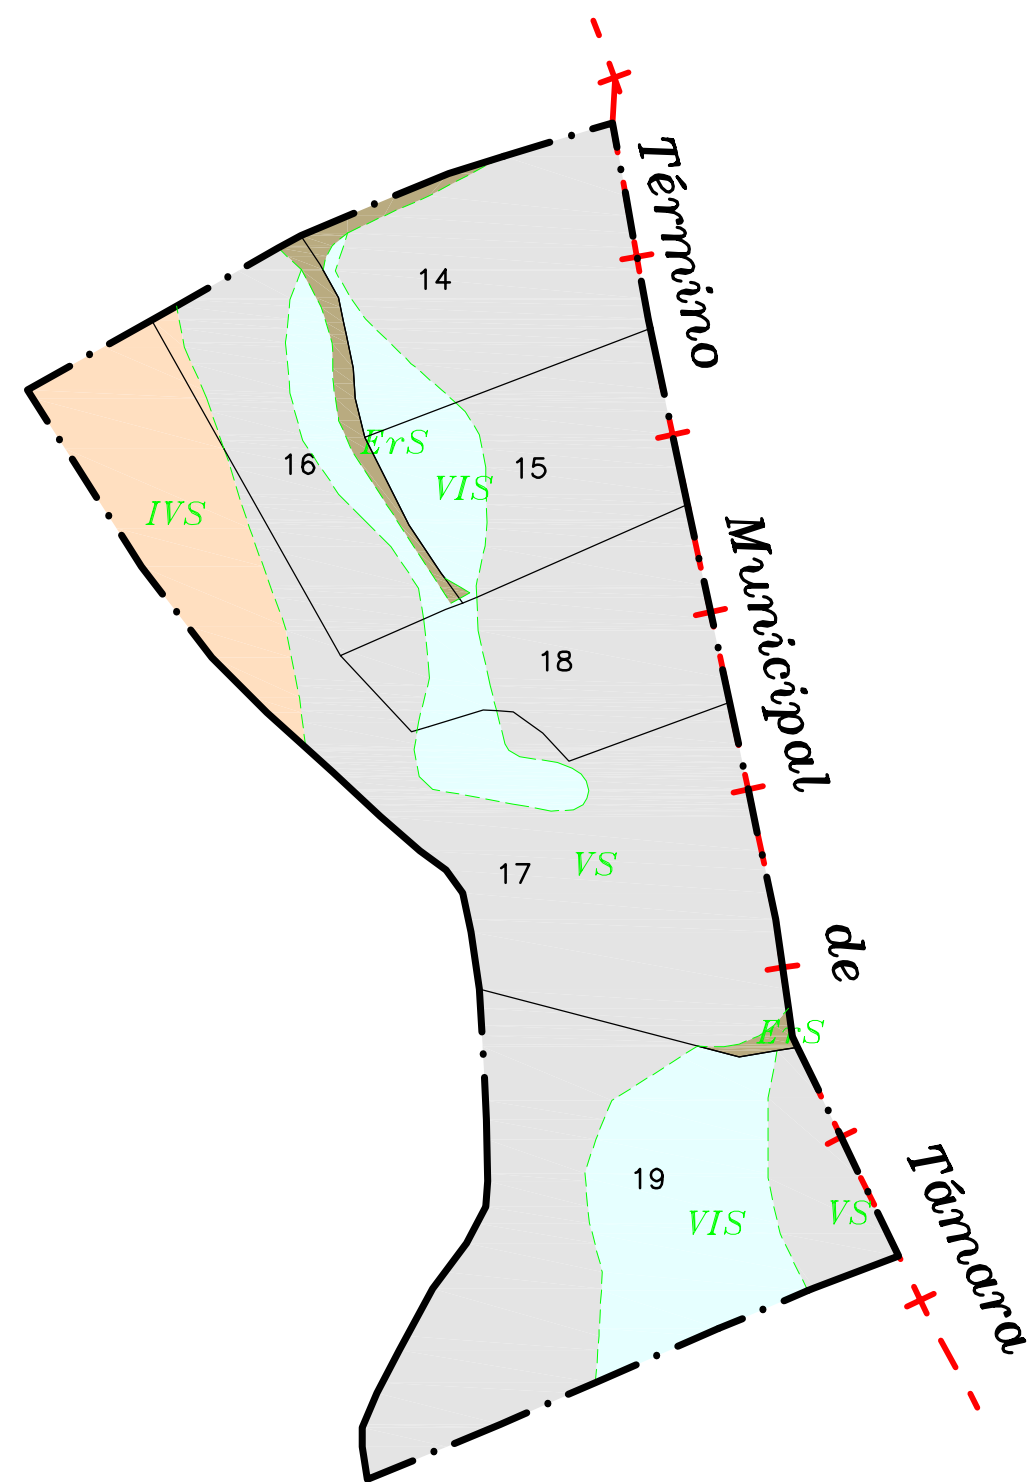 Término
14
ErS
16
15
VIS
IVS
Municipal
18
VS
17
de
ErS
19
Támara
VS
VIS